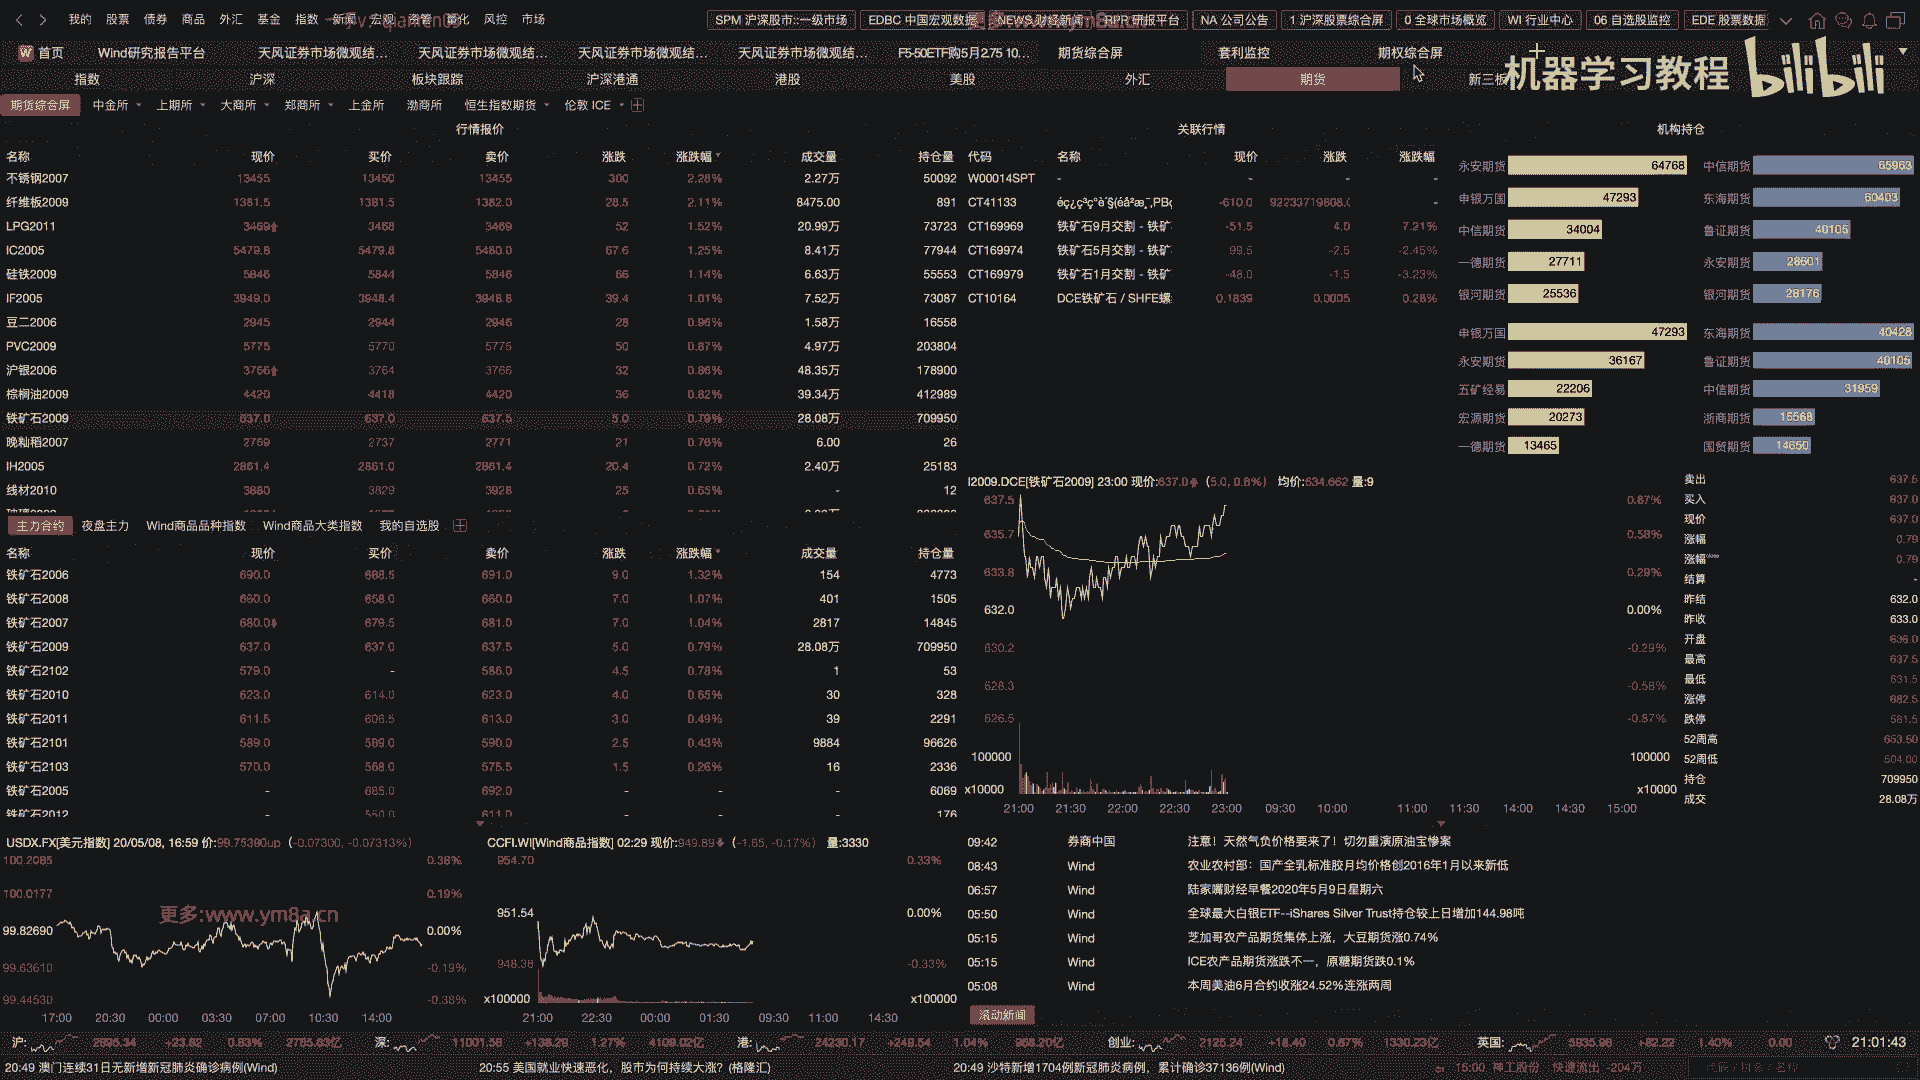 我的 股票 债券 商品 外汇 基金 指数 新闻 宏观 资管 量化 风控 市场
SPM 沪深股市::一级市场 EDBC 中国宏观数据 NEWS 财经新闻 RPR 研报平台 NA 公司公告 1 沪深股票综合屏 0 全球市场概览 WI 行业中心 06 自选股监控 EDE 股票数据
W 首页 Wind研究报告平台 天风证券市场微观结... 天风证券市场微观结... 天风证券市场微观结... 天风证券市场微观结... F5-50ETF购5月2.75 10... 期货综合屏 套利监控 期权综合屏
机器学习教程 bilibili
指数 沪深 板块跟踪 沪深港通 港股 美股 外汇 期货 新三板
期货综合屏 中金所 上期所 大商所 郑商所 上金所 渤商所 恒生指数期货 伦敦 ICE
行情报价
名称 现价 买价 卖价 涨跌 涨跌幅 成交量 持仓量
不锈钢2007 13455 13450 13455 300 2.28% 2.27万 50092
纤维板2009 1381.5 1381.5 1382.0 28.5 2.11% 8475.00 891
LPG2011 3469 3468 3469 52 1.52% 20.99万 73723
IC2005 5479.8 5479.8 5480.0 67.6 1.25% 8.41万 77944
硅铁2009 5846 5844 5846 66 1.14% 6.63万 55553
IF2005 3949.0 3948.4 3948.8 39.4 1.01% 7.52万 73087
豆二2006 2945 2944 2946 28 0.96% 1.58万 16558
PVC2009 5775 5770 5775 50 0.87% 4.97万 203804
沪银2006 3766 3764 3766 32 0.86% 48.35万 178900
棕榈油2009 4420 4418 4420 36 0.82% 39.34万 412989
铁矿石2009 637.0 637.0 637.5 5.0 0.79% 28.08万 709950
晚籼稻2007 2769 2737 2771 21 0.76% 6.00 26
IH2005 2861.4 2861.0 2861.4 20.4 0.72% 2.40万 25183
线材2010 3880 3829 3928 25 0.65% - 12
主力合约 夜盘主力 Wind商品品种指数 Wind商品大类指数 我的自选股
名称 现价 买价 卖价 涨跌 涨跌幅 成交量 持仓量
铁矿石2006 690.0 688.5 691.0 9.0 1.32% 154 4773
铁矿石2008 660.0 658.0 660.0 7.0 1.07% 401 1505
铁矿石2007 680.0 679.5 681.0 7.0 1.04% 2817 14845
铁矿石2009 637.0 637.0 637.5 5.0 0.79% 28.08万 709950
铁矿石2102 579.0 - 586.0 4.5 0.78% 1 53
铁矿石2010 623.0 614.0 623.0 4.0 0.65% 30 328
铁矿石2011 611.5 606.5 613.0 3.0 0.49% 39 2291
铁矿石2101 589.0 589.0 590.0 2.5 0.43% 9884 96626
铁矿石2103 570.0 568.0 575.5 1.5 0.26% 16 2336
铁矿石2005 - 685.0 692.0 - - - 6069
铁矿石2012 - 550.0 611.0 - - - 176
关联行情
代码 名称 现价 涨跌 涨跌幅
W00014SPT - - - -
CT41133 -610.0 -
CT169969 铁矿石9月交割 - 铁矿 -51.5 4.0 7.21%
CT169974 铁矿石5月交割 - 铁矿 99.5 -2.5 -2.45%
CT169979 铁矿石1月交割 - 铁矿 -48.0 -1.5 -3.23%
CT10164 DCE铁矿石 / SHFE螺 0.1839 0.0005 0.28%
机构持仓
永安期货 64768 中信期货 65963
申银万国 47293 东海期货 60403
中信期货 34004 鲁证期货 40105
一德期货 27711 永安期货 28601
银河期货 25536 银河期货 28176
申银万国 47293 东海期货 40428
永安期货 36167 鲁证期货 40105
五矿经易 22206 中信期货 31959
宏源期货 20273 浙商期货 15568
一德期货 13465 国贸期货 14650
I2009.DCE[铁矿石2009] 23:00 现价:637.0 (5.0, 0.8%) 均价:634.662 量:9
637.5 0.87%
635.7 0.58%
633.8 0.29%
632.0 0.00%
630.2 -0.29%
628.3 -0.58%
626.5 -0.87%
100000 100000
x10000 x10000
21:00 21:30 22:00 22:30 23:00 09:30 10:00 11:00 11:30 14:00 14:30 15:00
卖出 637.5
买入 637.0
现价 637.0
涨幅 0.79
涨幅 0.79
结算 -
昨结 632.0
昨收 633.0
开盘 636.0
最高 637.5
最低 631.5
涨停 682.5
跌停 581.5
52周高 653.50
52周低 504.00
持仓 709950
成交 28.08万
USDX.FX[美元指数] 20/05/08, 16:59 价:99.75390up (-0.07300, -0.07313%)
100.2085 0.38%
100.0177 0.19%
99.82690 0.00%
99.63610 -0.19%
99.44530 -0.38%
17:00 20:30 00:00 03:30 07:00 10:30 14:00
更多:www.ym8a.cn
CCFI.WI[Wind商品指数] 02:29 现价:949.89 (-1.65, -0.17%) 量:3330
954.70 0.33%
951.54 0.00%
948.38 -0.33%
x100000 x100000
21:00 22:30 00:00 01:30 09:30 11:00 14:30
09:42 券商中国 注意！天然气负价格要来了！切勿重演原油宝惨案
08:43 Wind 农业农村部：国产全乳标准胶月均价格创2016年1月以来新低
06:57 Wind 陆家嘴财经早餐2020年5月9日星期六
05:50 Wind 全球最大白银ETF--iShares Silver Trust持仓较上日增加144.98吨
05:15 Wind 芝加哥农产品期货集体上涨，大豆期货涨0.74%
05:15 Wind ICE农产品期货涨跌不一，原糖期货跌0.1%
05:08 Wind 本周美油6月合约收涨24.52%连涨两周
滚动新闻
沪: 2895.34 +23.82 0.83% 2785.63亿 深: 11001.58 +138.29 1.27% 4109.02亿 港: 24230.17 +249.54 1.04% 968.20亿 创业: 2125.24 +18.40 0.87% 1330.23亿 英国: 5935.98 +82.22 1.40% 0.00 21:01:43
20:49 澳门连续31日无新增新冠肺炎确诊病例(Wind) 20:55 美国就业快速恶化，股市为何持续大涨？(格隆汇) 20:49 沙特新增1704例新冠肺炎病例，累计确诊37136例(Wind) 15:00 神工股份 快速流出 -204万